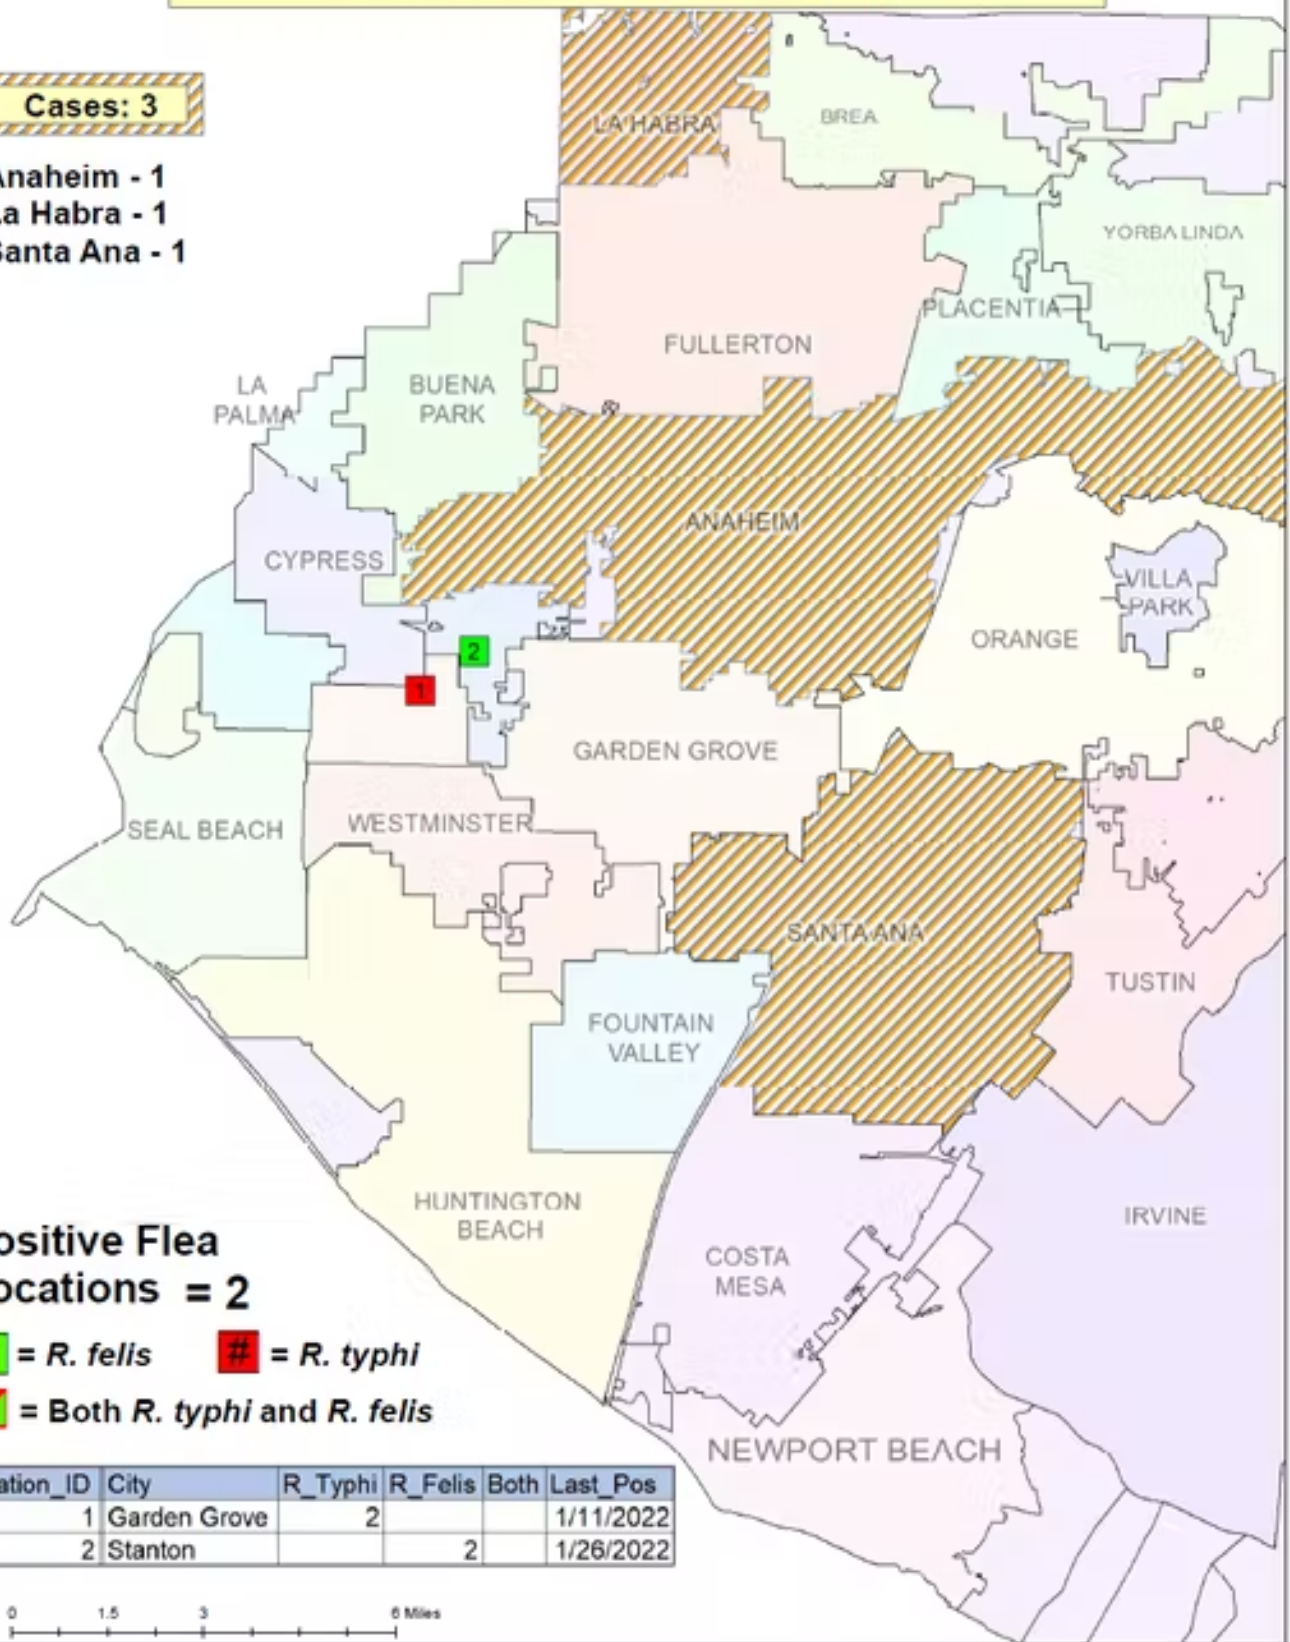 Cases: 3
Anaheim - 1
La Habra - 1
Santa Ana - 1
LA HABRA
BREA
YORBA LINDA
PLACENTIA
FULLERTON
LA
PALMA
BUENA
PARK
ANAHEIM
CYPRESS
VILLA
PARK
ORANGE
2
1
GARDEN GROVE
SEAL BEACH
WESTMINSTER
SANTA ANA
TUSTIN
FOUNTAIN
VALLEY
HUNTINGTON
BEACH
IRVINE
COSTA
MESA
NEWPORT BEACH
ositive Flea
ocations = 2
= R. felis # = R. typhi
= Both R. typhi and R. felis
ation_ID City R_Typhi R_Felis Both Last_Pos
1 Garden Grove 2 1/11/2022
2 Stanton 2 1/26/2022
0 1.5 3 6 Miles